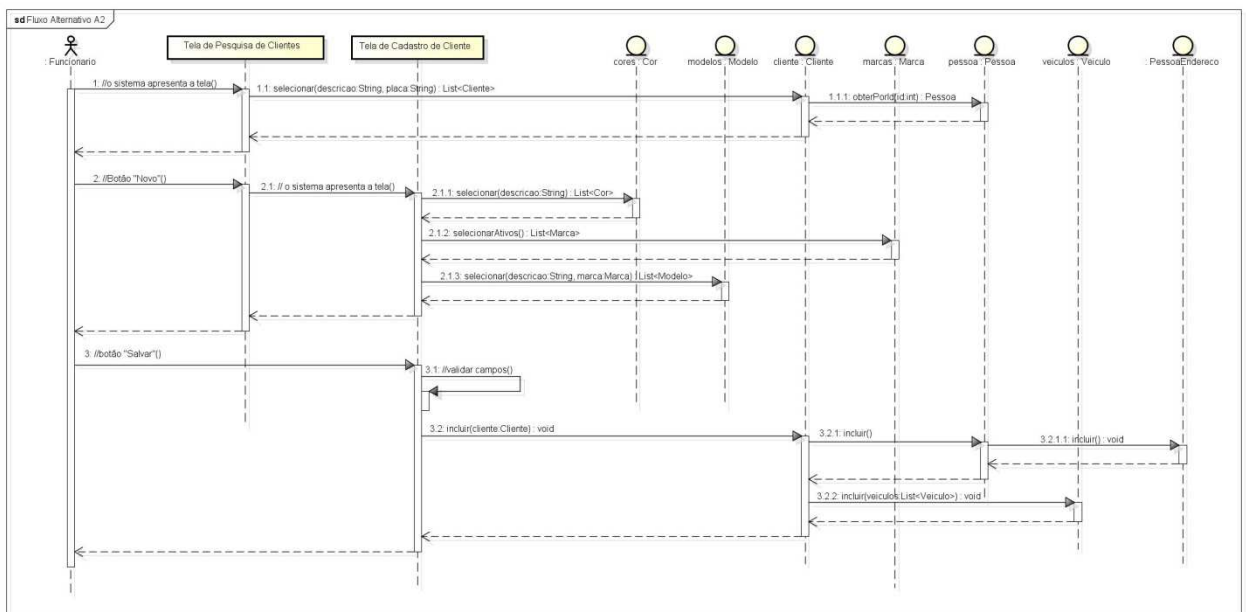 sd Fluxo Alternativo A2
: Funcionario
Tela de Pesquisa de Clientes
Tela de Cadastro de Cliente
cores : Cor
modelos : Modelo
cliente : Cliente
marcas : Marca
pessoa : Pessoa
veiculos : Veiculo
: PessoaEndereco
1: //o sistema apresenta a tela()
1.1: selecionar(descricao:String, placa:String) : List<Cliente>
1.1.1: obterPorId(id:int) : Pessoa
2: //Botão "Novo"()
2.1: // o sistema apresenta a tela()
2.1.1: selecionar(descricao:String) : List<Cor>
2.1.2: selecionarAtivos() : List<Marca>
2.1.3: selecionar(descricao:String, marca:Marca) : List<Modelo>
3: //botão "Salvar"()
3.1: //validar campos()
3.2: incluir(cliente:Cliente) : void
3.2.1: incluir()
3.2.1.1: incluir() : void
3.2.2: incluir(veiculos:List<Veiculo>) : void